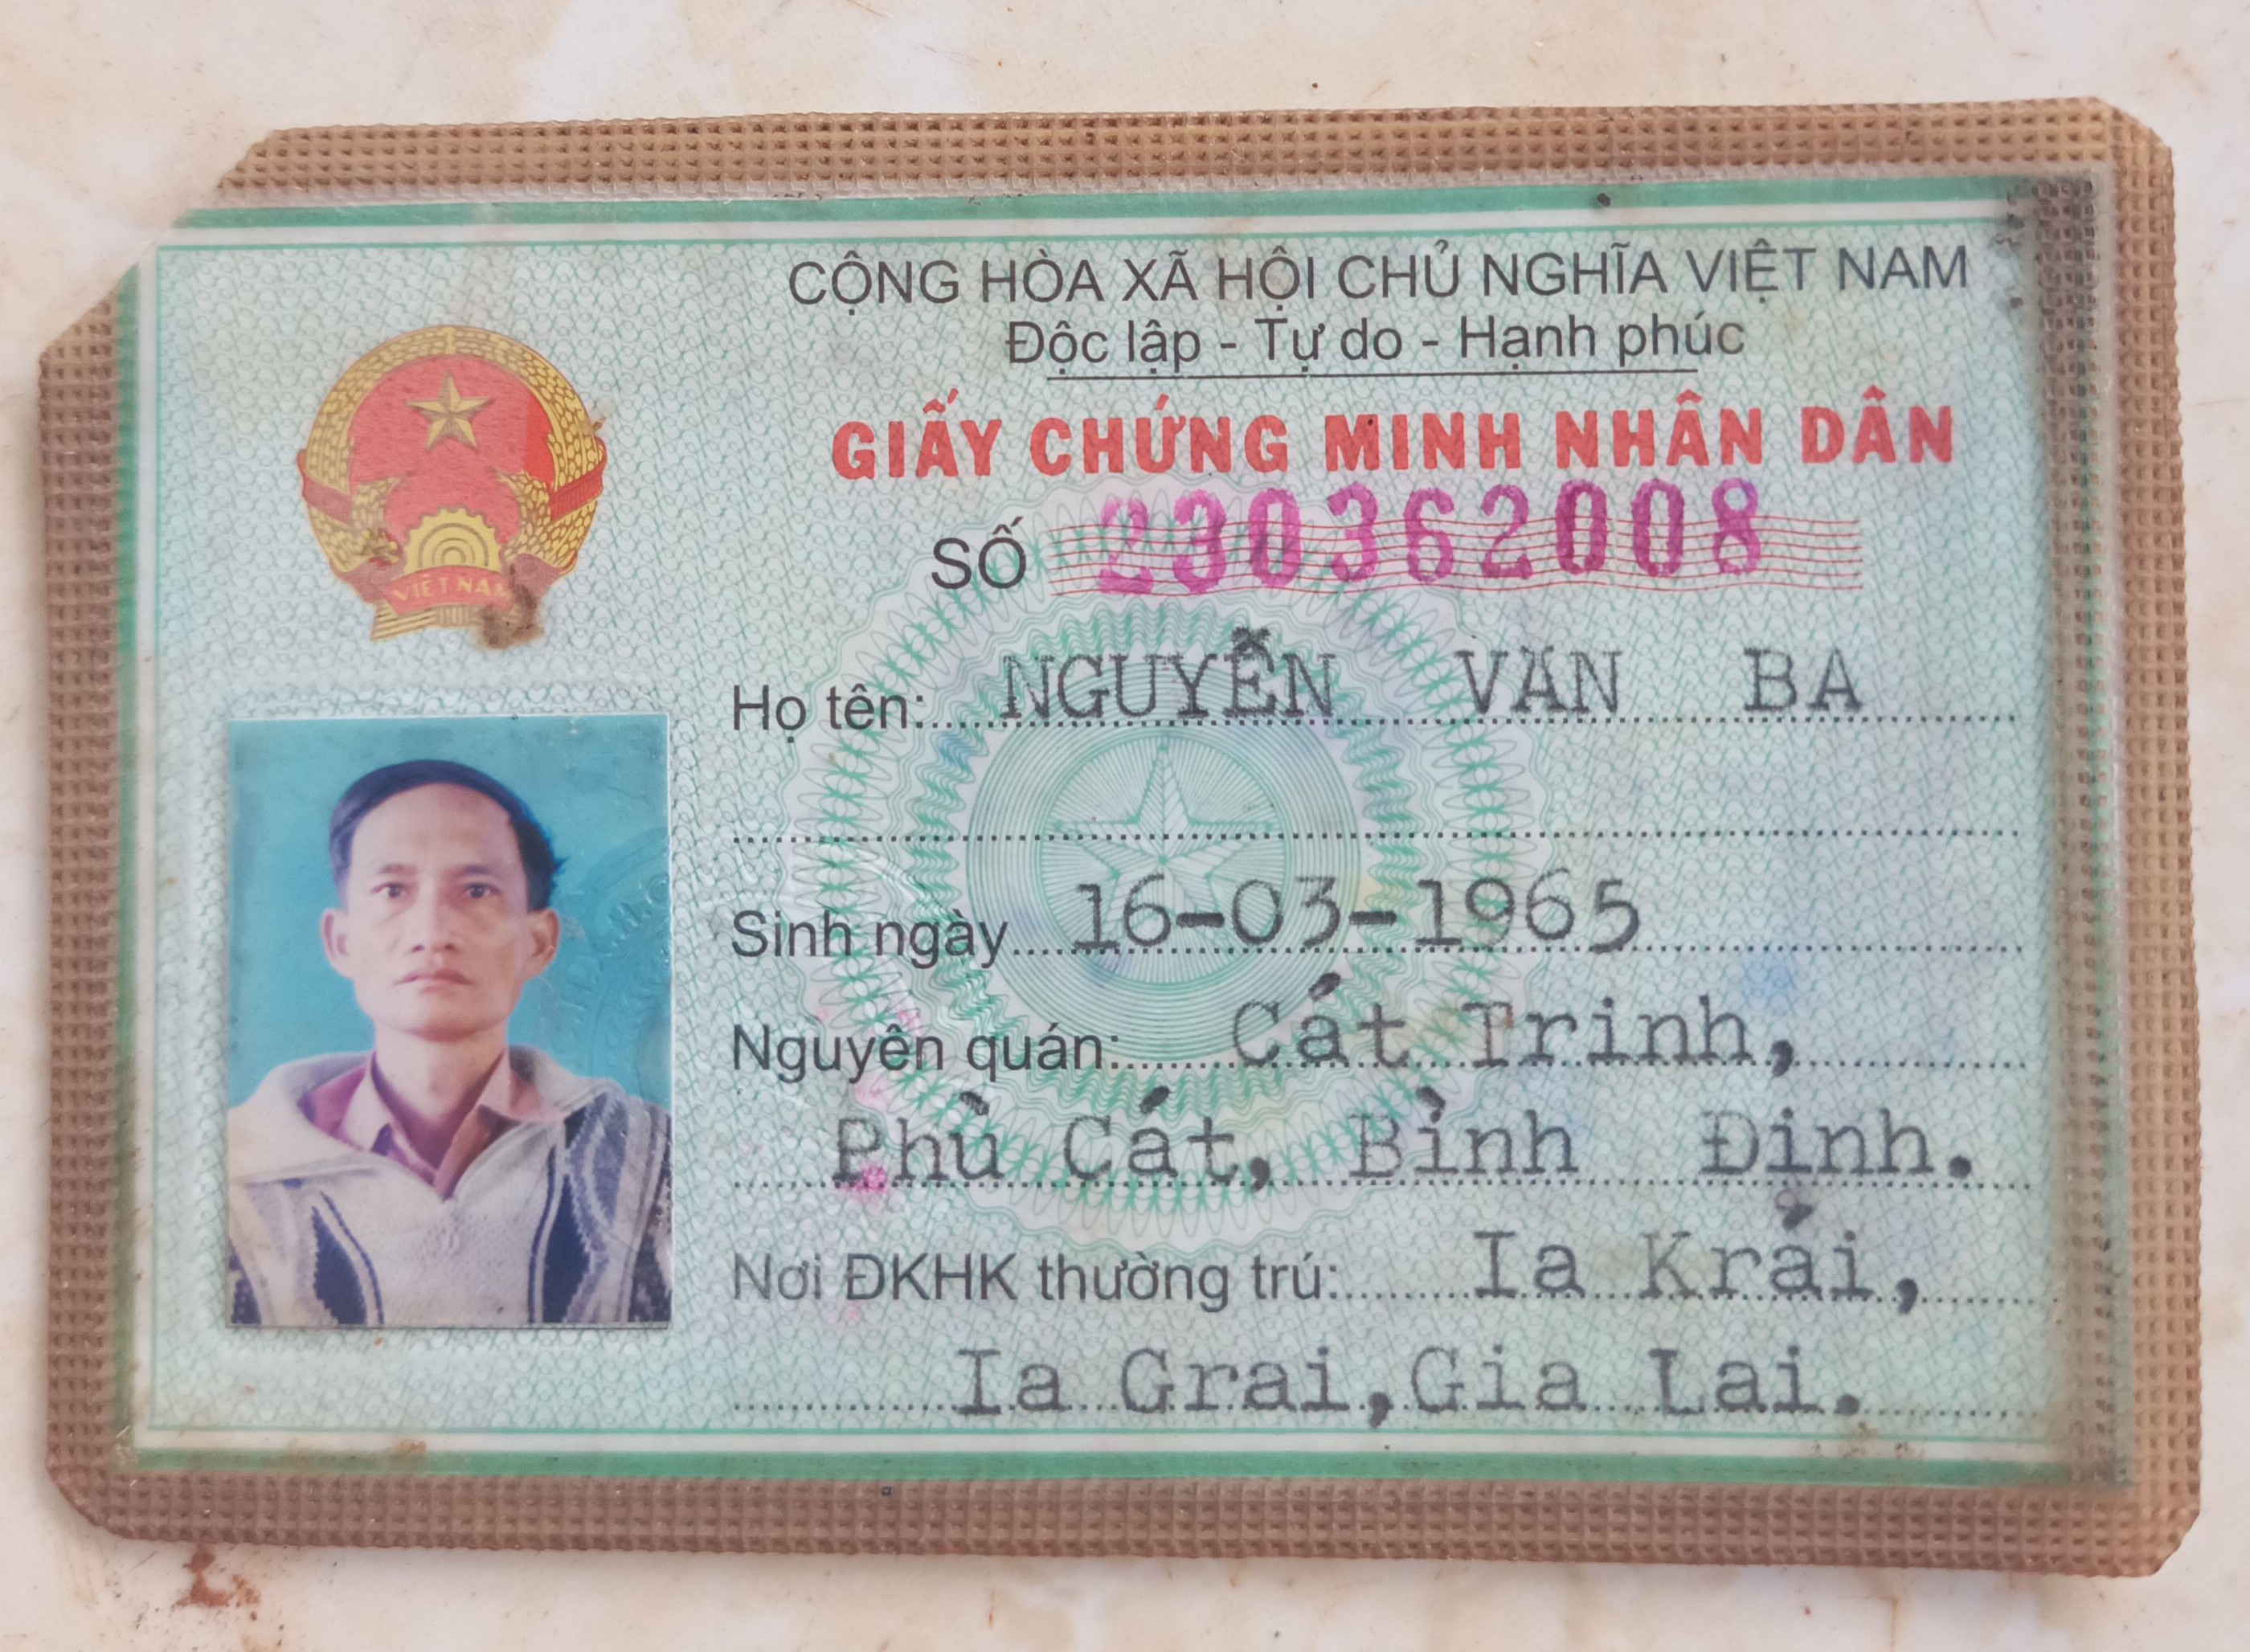 CỘNG HÒA XÃ HỘI CHỦ NGHĨA VIỆT NAM
Độc lập - Tự do - Hạnh phúc
GIẤY CHỨNG MINH NHÂN DÂN
SỐ 230362008
VIỆT NAM
Họ tên: NGUYỄN VĂN BA
Sinh ngày 16-03-1965
Nguyên quán: Cát Trinh,
Phù Cát, Bình Định.
Nơi ĐKHK thường trú: Ia Krái,
Ia Grai, Gia Lai.